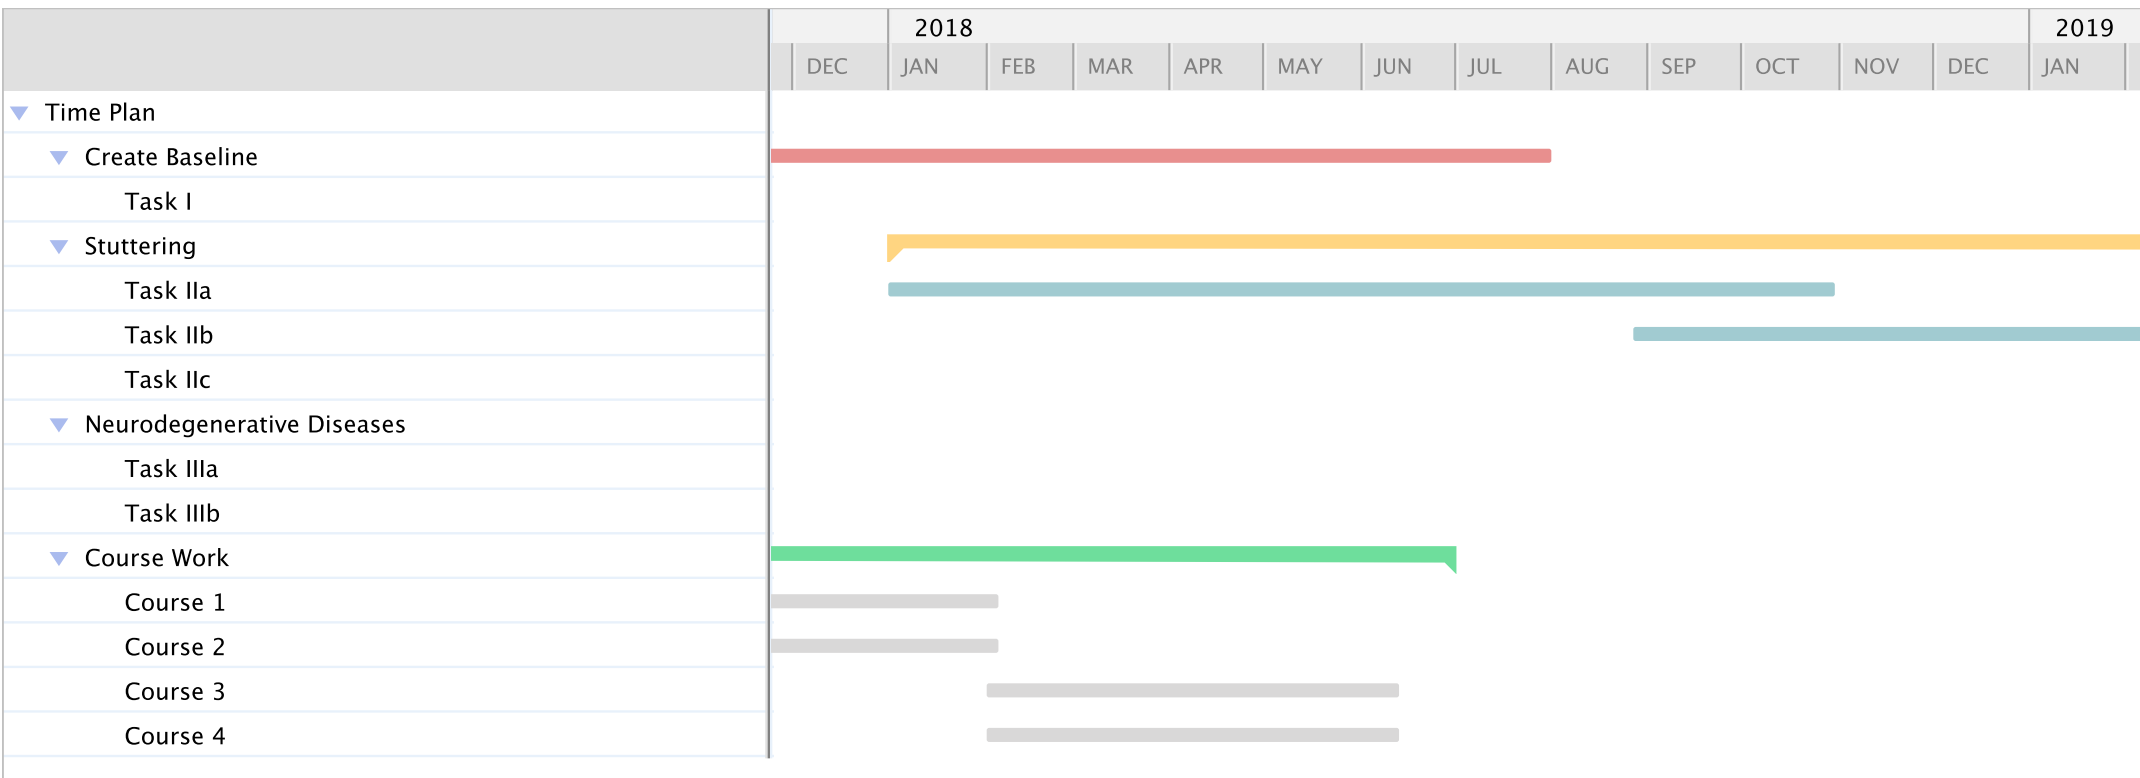 2018 2019
DEC JAN FEB MAR APR MAY JUN JUL AUG SEP OCT NOV DEC JAN
Time Plan
Create Baseline
Task I
Stuttering
Task IIa
Task IIb
Task IIc
Neurodegenerative Diseases
Task IIIa
Task IIIb
Course Work
Course 1
Course 2
Course 3
Course 4